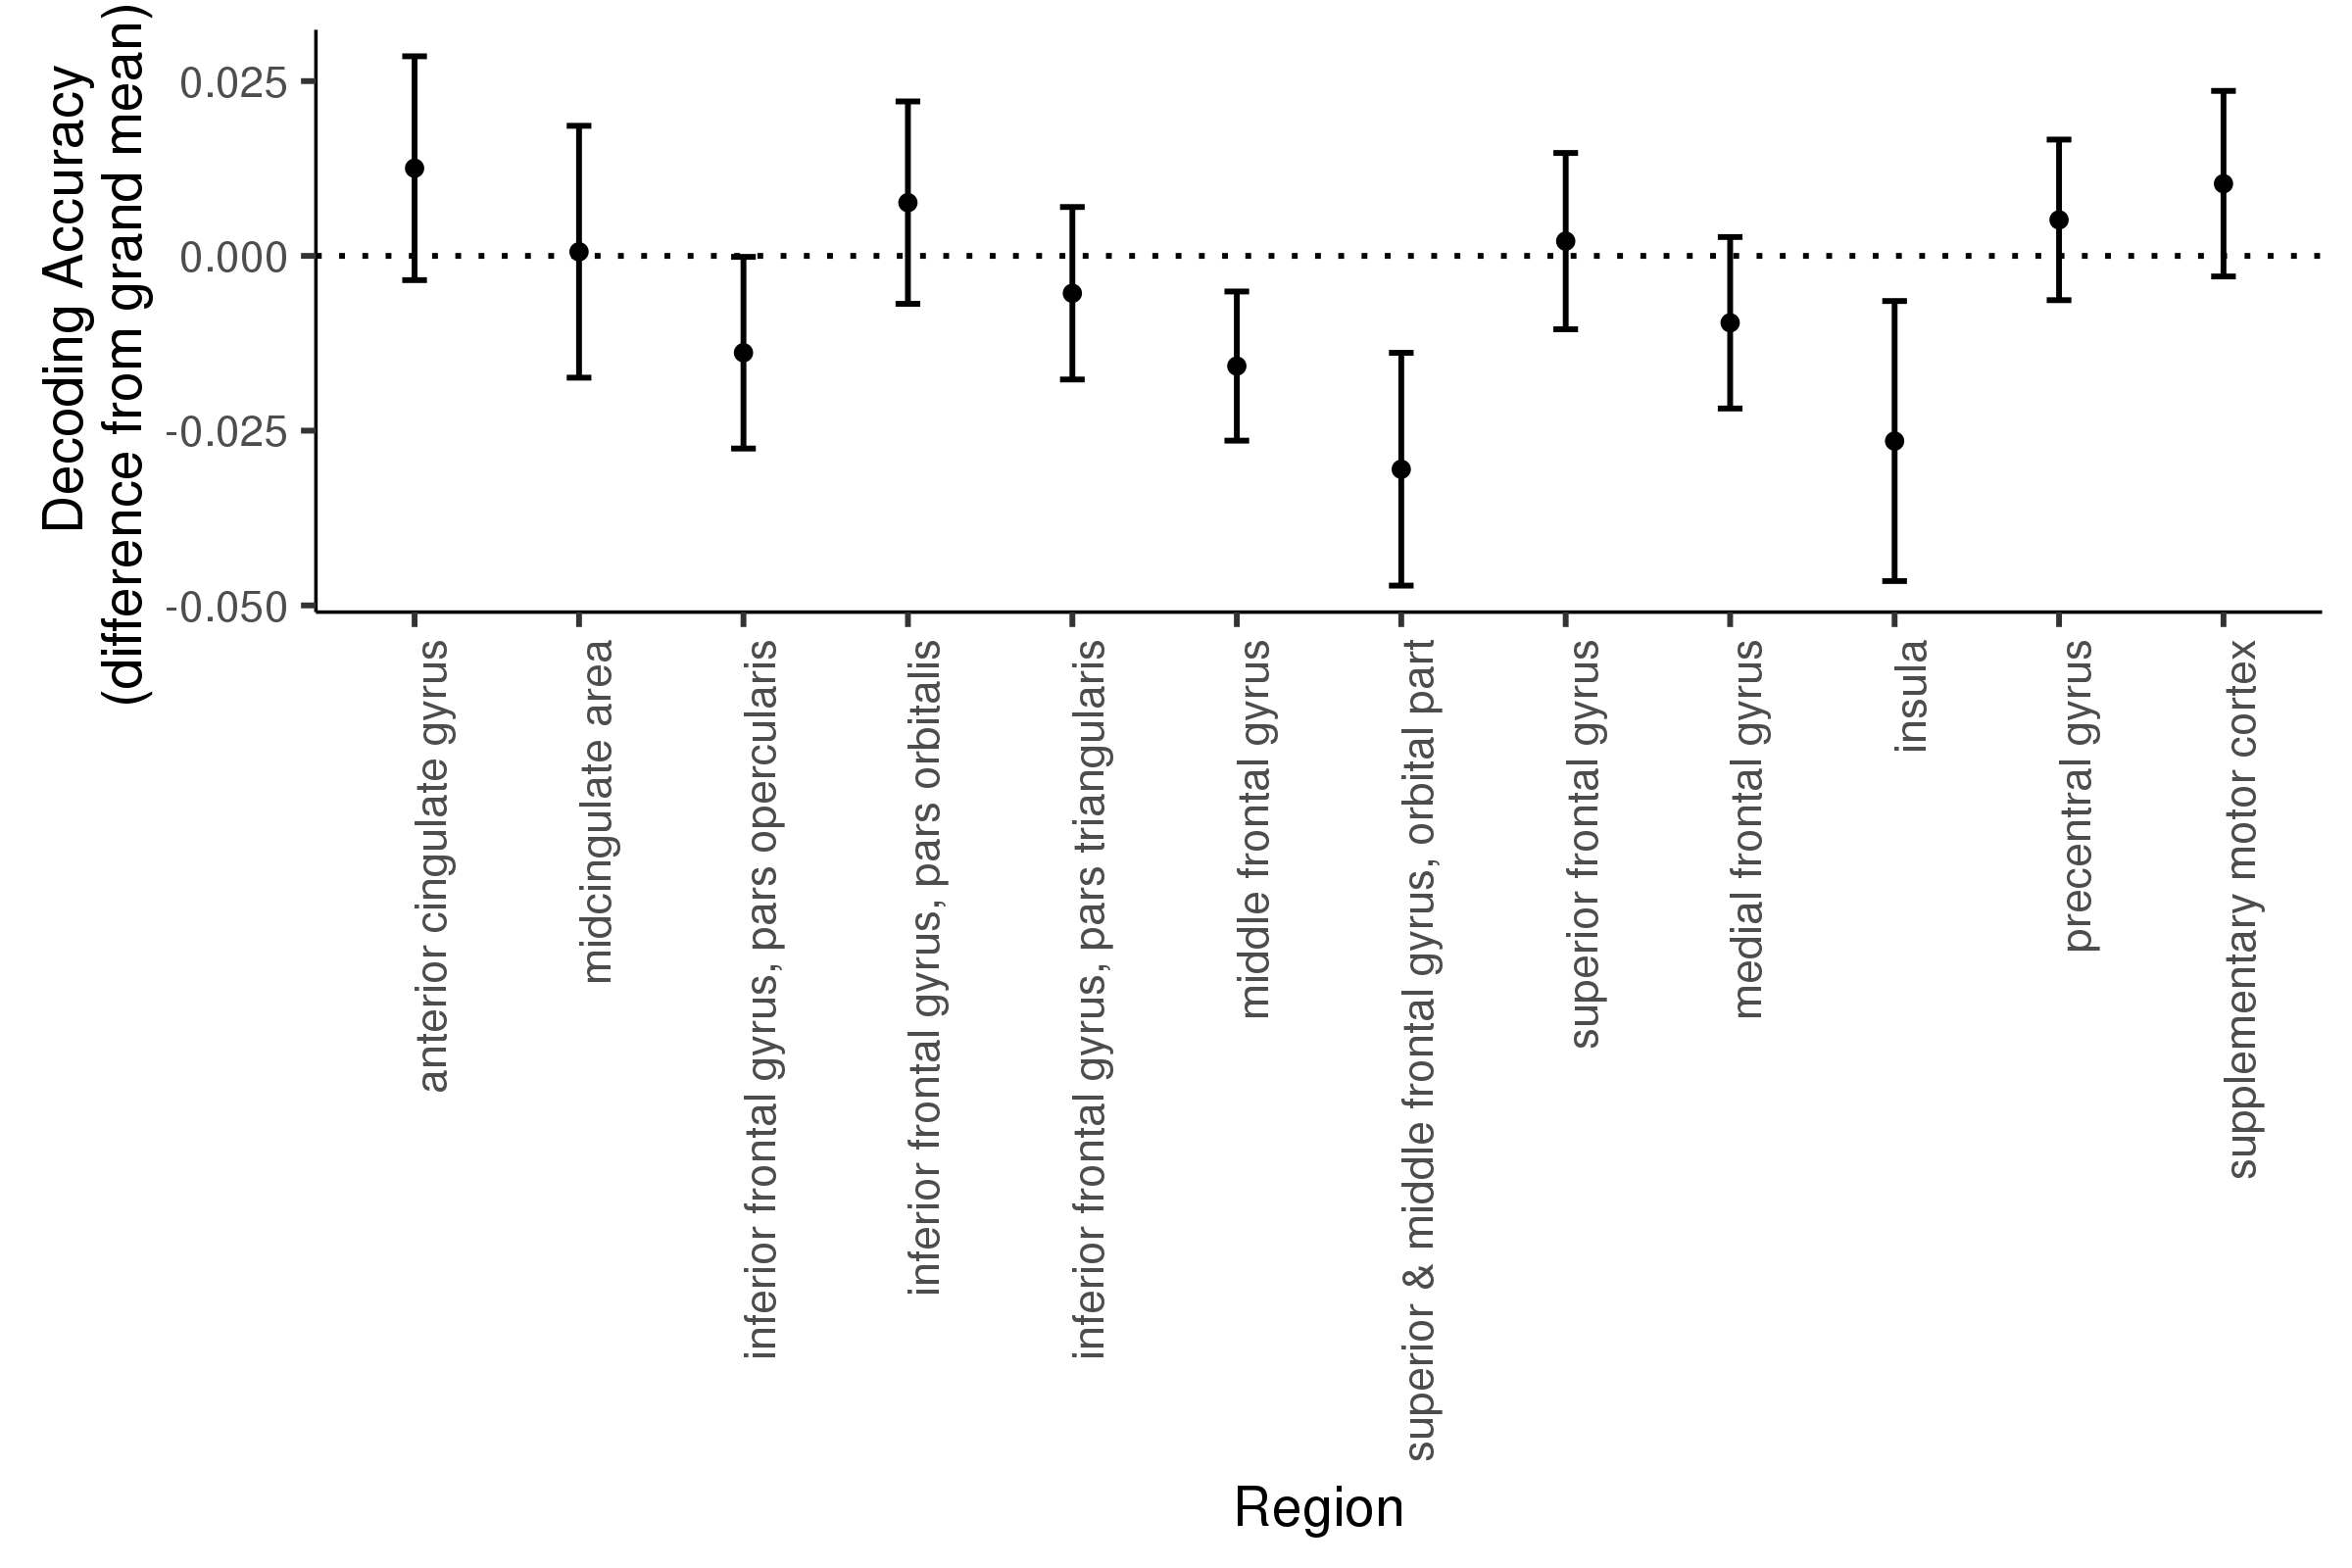 Decoding Accuracy
(difference from grand mean)
0.025
0.000
-0.025
-0.050
anterior cingulate gyrus
midcingulate area
inferior frontal gyrus, pars opercularis
inferior frontal gyrus, pars orbitalis
inferior frontal gyrus, pars triangularis
middle frontal gyrus
superior & middle frontal gyrus, orbital part
superior frontal gyrus
medial frontal gyrus
insula
precentral gyrus
supplementary motor cortex
Region